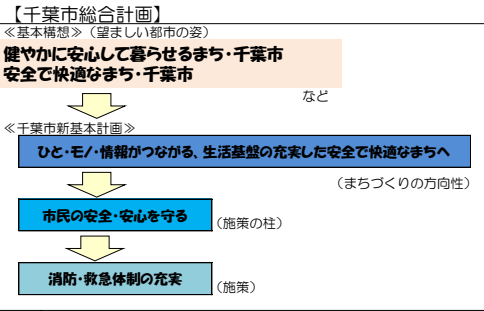 【千葉市総合計画】
≪基本構想≫（望ましい都市の姿）
健やかに安心して暮らせるまち・千葉市
安全で快適なまち・千葉市
など
≪千葉市新基本計画≫
ひと・モノ・情報がつながる、生活基盤の充実した安全で快適なまちへ
（まちづくりの方向性）
市民の安全・安心を守る
（施策の柱）
消防・救急体制の充実
（施策）